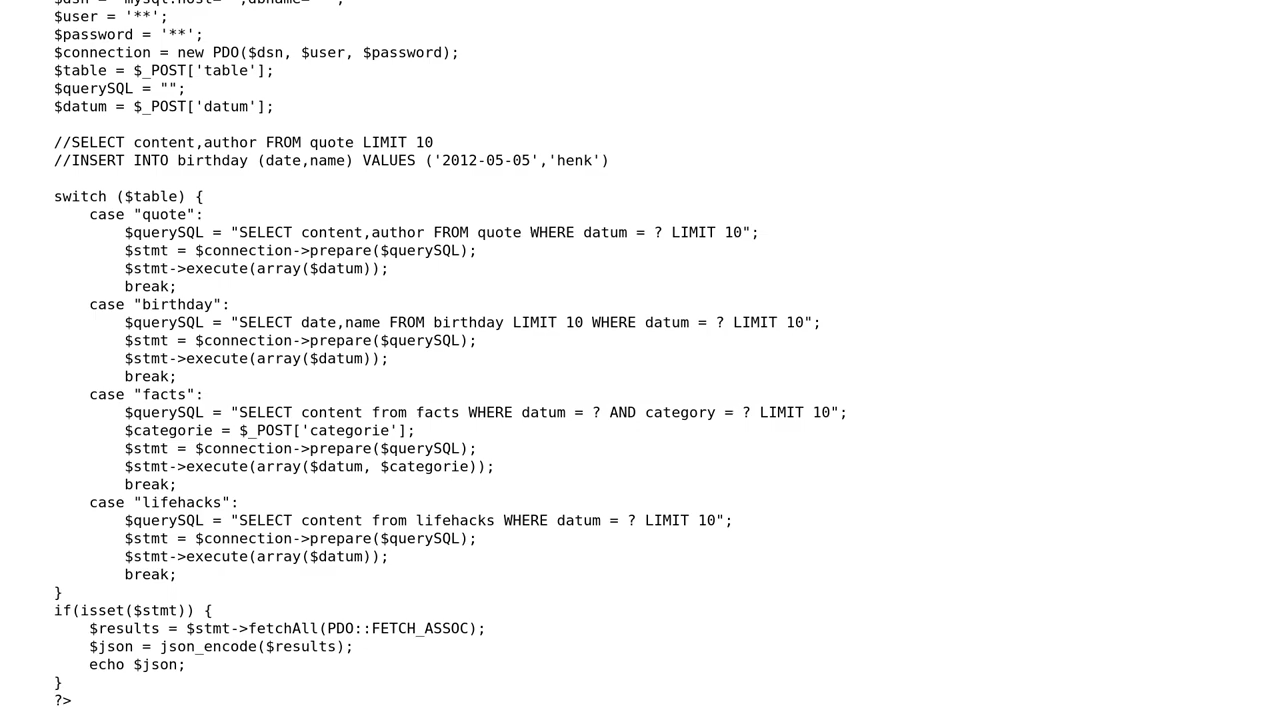 $user = '**';
$password = '**';
$connection = new PDO($dsn, $user, $password);
$table = $_POST['table'];
$querySQL = "";
$datum = $_POST['datum'];

//SELECT content,author FROM quote LIMIT 10
//INSERT INTO birthday (date,name) VALUES ('2012-05-05','henk')

switch ($table) {
    case "quote":
        $querySQL = "SELECT content,author FROM quote WHERE datum = ? LIMIT 10";
        $stmt = $connection->prepare($querySQL);
        $stmt->execute(array($datum));
        break;
    case "birthday":
        $querySQL = "SELECT date,name FROM birthday LIMIT 10 WHERE datum = ? LIMIT 10";
        $stmt = $connection->prepare($querySQL);
        $stmt->execute(array($datum));
        break;
    case "facts":
        $querySQL = "SELECT content from facts WHERE datum = ? AND category = ? LIMIT 10";
        $categorie = $_POST['categorie'];
        $stmt = $connection->prepare($querySQL);
        $stmt->execute(array($datum, $categorie));
        break;
    case "lifehacks":
        $querySQL = "SELECT content from lifehacks WHERE datum = ? LIMIT 10";
        $stmt = $connection->prepare($querySQL);
        $stmt->execute(array($datum));
        break;
}
if(isset($stmt)) {
    $results = $stmt->fetchAll(PDO::FETCH_ASSOC);
    $json = json_encode($results);
    echo $json;
}
?>